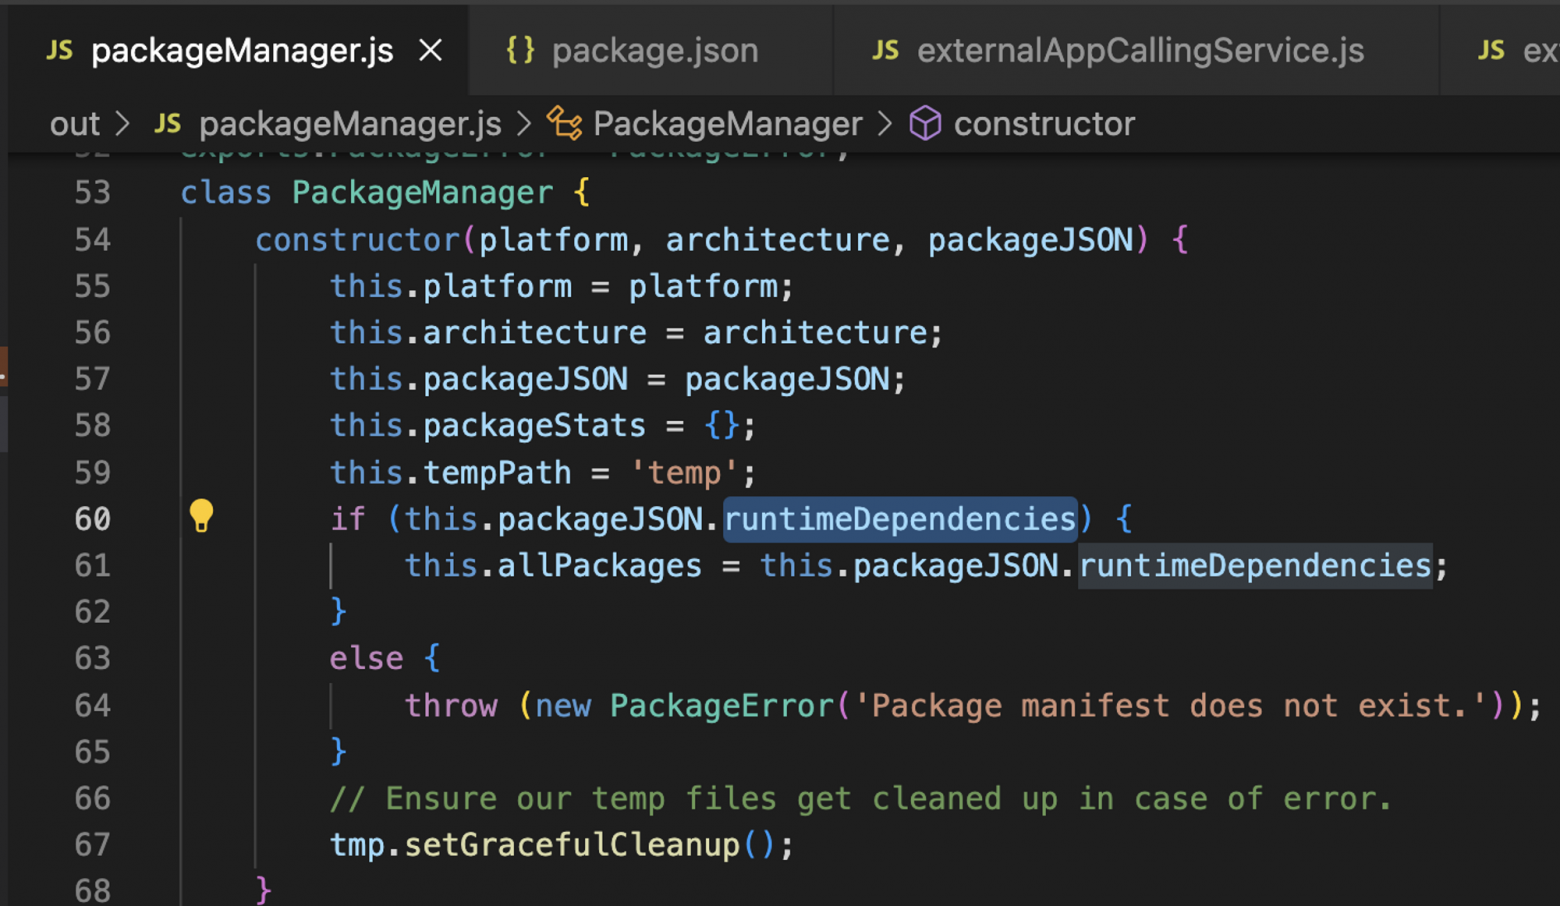 JS packageManager.js × {} package.json JS externalAppCallingService.js JS ex
out > JS packageManager.js > PackageManager > constructor
52 exports.PackageError = PackageError;
53 class PackageManager {
54 constructor(platform, architecture, packageJSON) {
55 this.platform = platform;
56 this.architecture = architecture;
57 this.packageJSON = packageJSON;
58 this.packageStats = {};
59 this.tempPath = 'temp';
60 if (this.packageJSON.runtimeDependencies) {
61 this.allPackages = this.packageJSON.runtimeDependencies;
62 }
63 else {
64 throw (new PackageError('Package manifest does not exist.'));
65 }
66 // Ensure our temp files get cleaned up in case of error.
67 tmp.setGracefulCleanup();
68 }